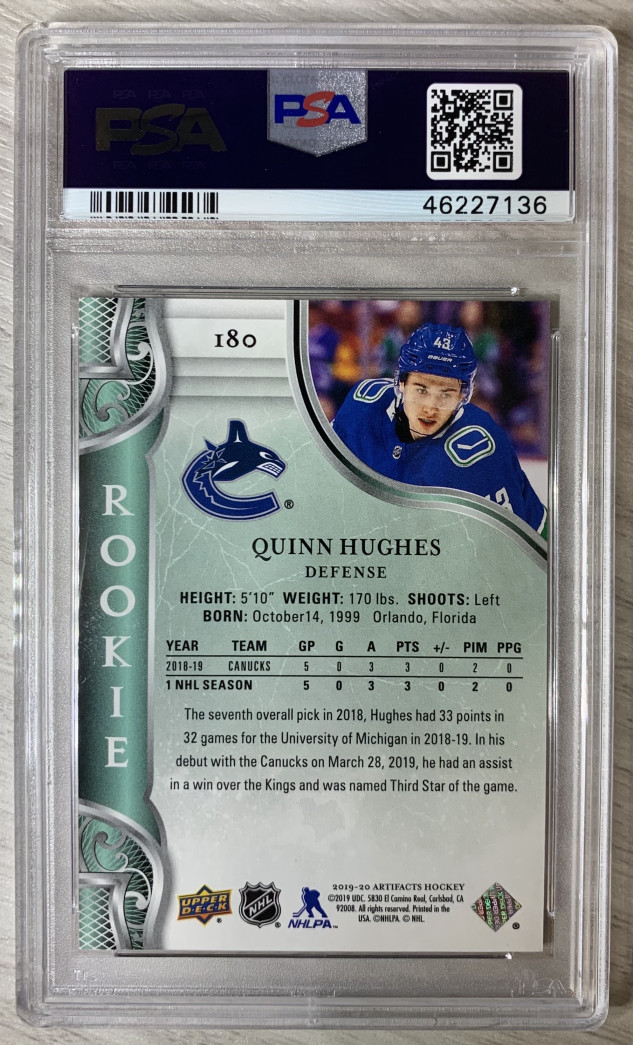 PSA
PSA
46227136
180
43
BAUER
43
®
QUINN HUGHES
DEFENSE
HEIGHT: 5'10" WEIGHT: 170 lbs. SHOOTS: Left
BORN: October14, 1999 Orlando, Florida
YEAR TEAM GP G A PTS +/- PIM PPG
2018-19 CANUCKS 5 0 3 3 0 2 0
1 NHL SEASON 5 0 3 3 0 2 0
The seventh overall pick in 2018, Hughes had 33 points in
32 games for the University of Michigan in 2018-19. In his
debut with the Canucks on March 28, 2019, he had an assist
in a win over the Kings and was named Third Star of the game.
ROOKIE
UPPER DECK
NHL
NHLPA
2019-20 ARTIFACTS HOCKEY
©2019 UDC. 5830 El Camino Real, Carlsbad, CA
92008. All rights reserved. Printed in the
USA. ©NHLPA. © NHL.
®